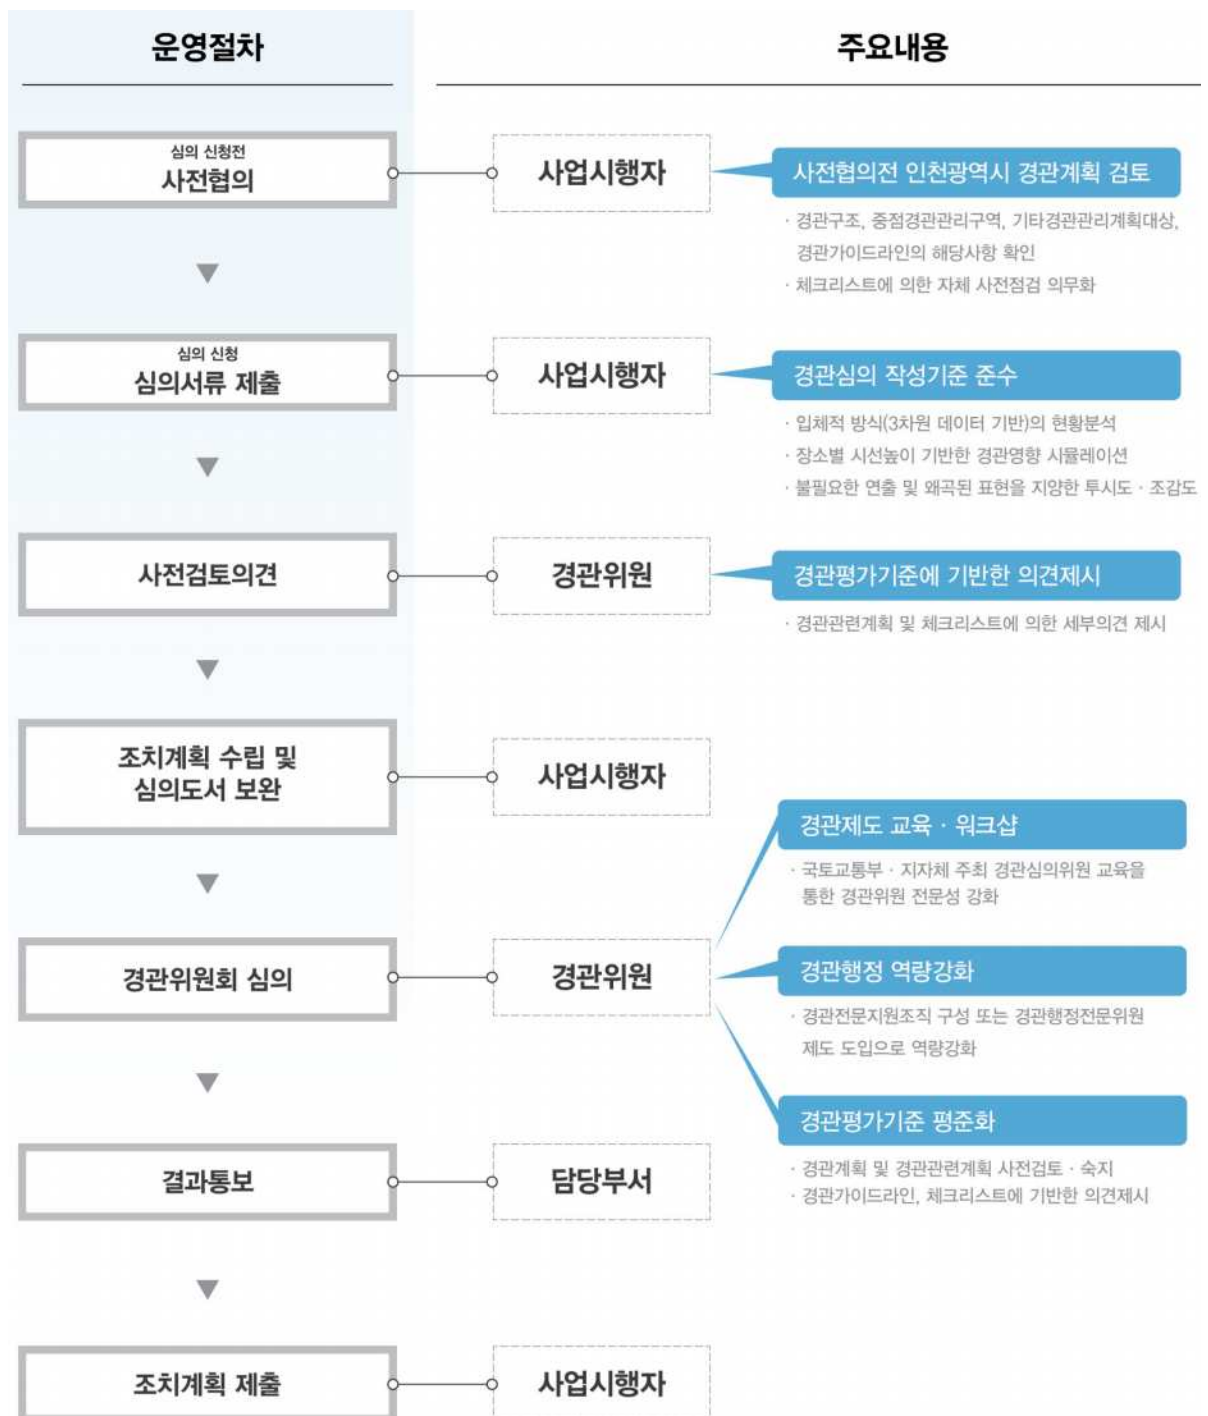 운영절차
주요내용
심의 신청전
사전협의
사업시행자
사전협의전 인천광역시 경관계획 검토
· 경관구조, 중점경관관리구역, 기타경관관리계획대상,
경관가이드라인의 해당사항 확인
· 체크리스트에 의한 자체 사전점검 의무화
심의 신청
심의서류 제출
사업시행자
경관심의 작성기준 준수
· 입체적 방식(3차원 데이터 기반)의 현황분석
· 장소별 시선높이 기반한 경관영향 시뮬레이션
· 불필요한 연출 및 왜곡된 표현을 지양한 투시도 · 조감도
사전검토의견
경관위원
경관평가기준에 기반한 의견제시
· 경관관련계획 및 체크리스트에 의한 세부의견 제시
조치계획 수립 및
심의도서 보완
사업시행자
경관위원회 심의
경관위원
경관제도 교육 · 워크샵
· 국토교통부 · 지자체 주최 경관심의위원 교육을
통한 경관위원 전문성 강화
경관행정 역량강화
· 경관전문지원조직 구성 또는 경관행정전문위원
제도 도입으로 역량강화
경관평가기준 평준화
· 경관계획 및 경관관련계획 사전검토 · 숙지
· 경관가이드라인, 체크리스트에 기반한 의견제시
결과통보
담당부서
조치계획 제출
사업시행자